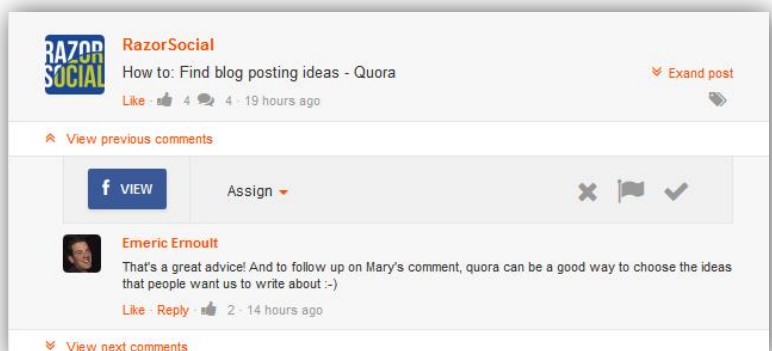 RAZOR
SOCIAL
RazorSocial
How to: Find blog posting ideas - Quora
Exand post
Like · 4 4 · 19 hours ago
View previous comments
f VIEW
Assign
Emeric Ernoult
That's a great advice! And to follow up on Mary's comment, quora can be a good way to choose the ideas
that people want us to write about :-)
Like · Reply · 2 · 14 hours ago
View next comments